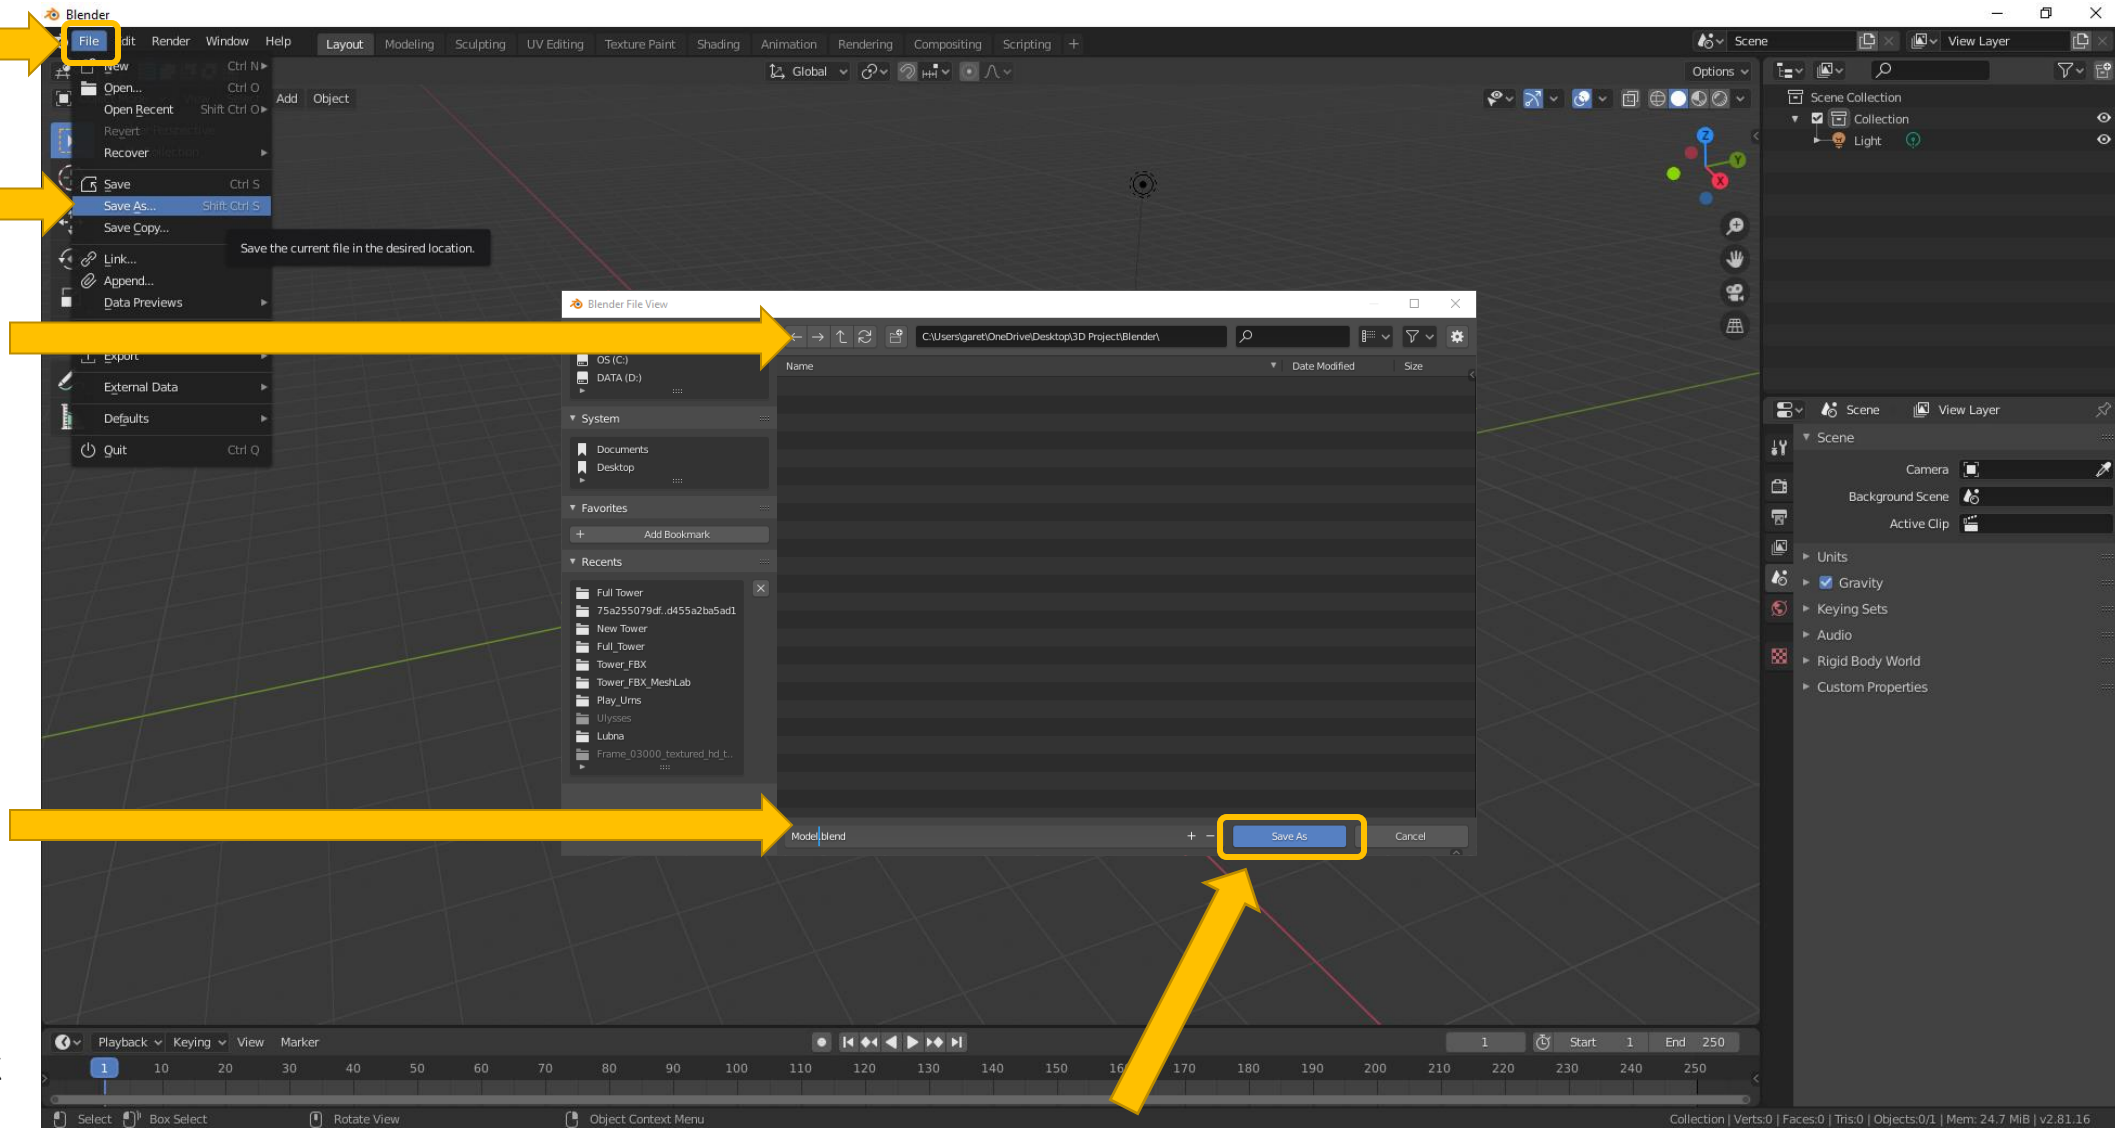 Blender
File Edit Render Window Help Layout Modeling Sculpting UV Editing Texture Paint Shading Animation Rendering Compositing Scripting + Scene View Layer
New Ctrl N
Global Options
Open... Ctrl O
Add Object
Open Recent Shift Ctrl O
Revert
Recover
Save Ctrl S
Save As... Shift Ctrl S
Save Copy...
Save the current file in the desired location.
Link...
Append...
Data Previews
Export
External Data
Defaults
Quit Ctrl Q
Z
Y
X
Scene Collection
Collection
Light
Blender File View
C:\Users\garet\OneDrive\Desktop\3D Project\Blender\
OS (C:)
DATA (D:)
Name Date Modified Size
System
Documents
Desktop
Favorites
+ Add Bookmark
Recents
Full Tower
75a255079df..d455a2ba5ad1
New Tower
Full_Tower
Tower_FBX
Tower_FBX_MeshLab
Play_Urns
Ulysses
Lubna
Frame_03000_textured_hd_t..
Model.blend + − Save As Cancel
Scene View Layer
Scene
Camera
Background Scene
Active Clip
Units
Gravity
Keying Sets
Audio
Rigid Body World
Custom Properties
Playback Keying View Marker 1 Start 1 End 250
1 10 20 30 40 50 60 70 80 90 100 110 120 130 140 150 170 180 190 200 210 220 230 240 250
Select Box Select Rotate View Object Context Menu Collection | Verts:0 | Faces:0 | Tris:0 | Objects:0/1 | Mem: 24.7 MiB | v2.81.16